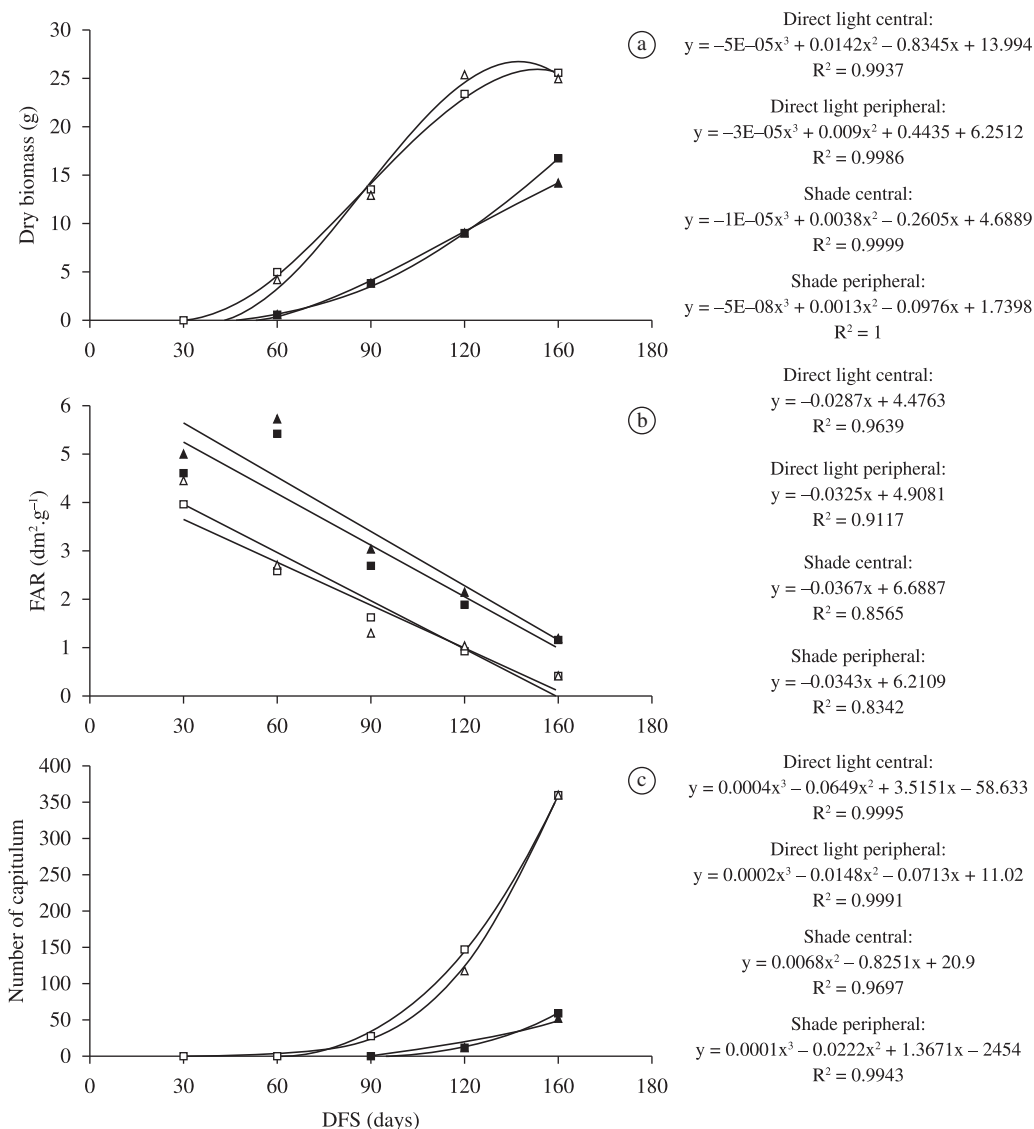 Dry biomass (g)
30
25
20
15
10
5
0
0 30 60 90 120 160 180
a
Direct light central:
y = –5E–05x³ + 0.0142x² – 0.8345x + 13.994
R² = 0.9937
Direct light peripheral:
y = –3E–05x³ + 0.009x² + 0.4435 + 6.2512
R² = 0.9986
Shade central:
y = –1E–05x³ + 0.0038x² – 0.2605x + 4.6889
R² = 0.9999
Shade peripheral:
y = –5E–08x³ + 0.0013x² – 0.0976x + 1.7398
R² = 1
FAR (dm².g⁻¹)
6
5
4
3
2
1
0
0 30 60 90 120 160 180
b
Direct light central:
y = –0.0287x + 4.4763
R² = 0.9639
Direct light peripheral:
y = –0.0325x + 4.9081
R² = 0.9117
Shade central:
y = –0.0367x + 6.6887
R² = 0.8565
Shade peripheral:
y = –0.0343x + 6.2109
R² = 0.8342
Number of capitulum
400
350
300
250
200
150
100
50
0
0 30 60 90 120 160 180
DFS (days)
c
Direct light central:
y = 0.0004x³ – 0.0649x² + 3.5151x – 58.633
R² = 0.9995
Direct light peripheral:
y = 0.0002x³ – 0.0148x² – 0.0713x + 11.02
R² = 0.9991
Shade central:
y = 0.0068x² – 0.8251x + 20.9
R² = 0.9697
Shade peripheral:
y = 0.0001x³ – 0.0222x² + 1.3671x – 2454
R² = 0.9943